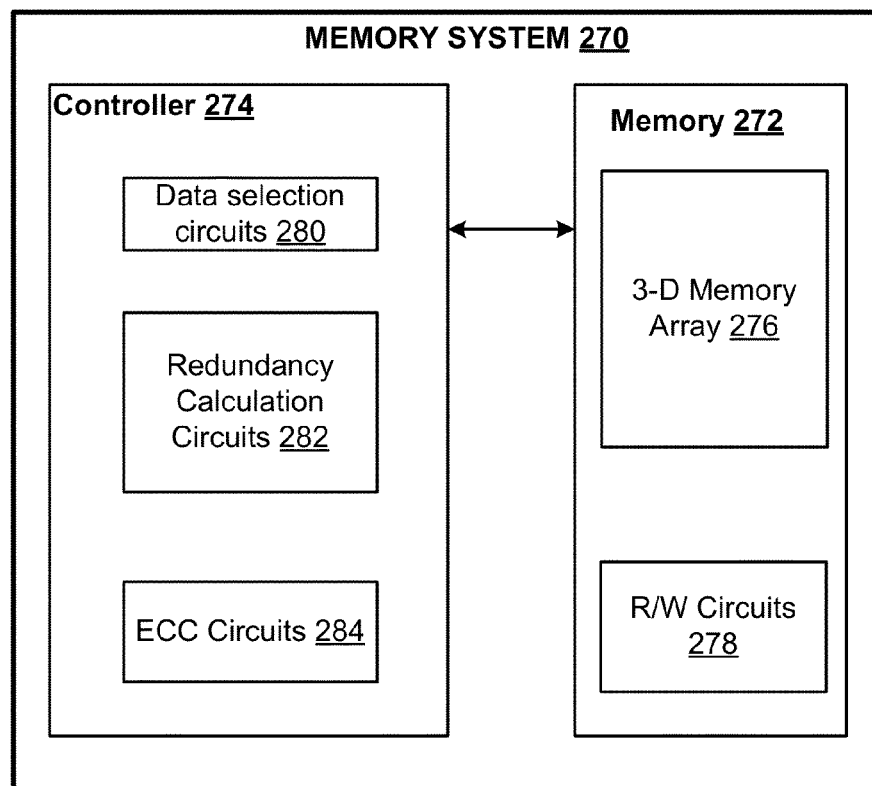 MEMORY SYSTEM 270
Controller 274
Data selection
circuits 280
Redundancy
Calculation
Circuits 282
ECC Circuits 284
Memory 272
3-D Memory
Array 276
R/W Circuits
278